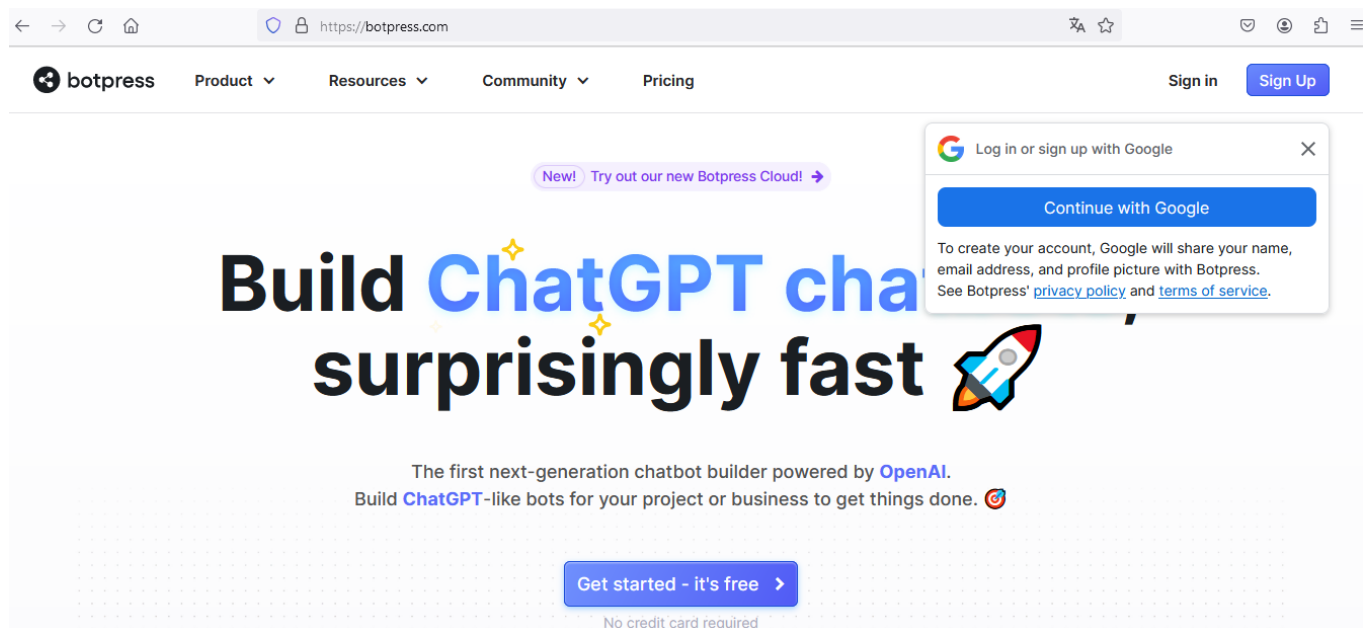 https://botpress.com
botpress Product Resources Community Pricing Sign in Sign Up
Log in or sign up with Google
New! Try out our new Botpress Cloud!
Continue with Google
To create your account, Google will share your name,
email address, and profile picture with Botpress.
See Botpress' privacy policy and terms of service.
Build ChatGPT
surprisingly fast 🚀
The first next-generation chatbot builder powered by OpenAI.
Build ChatGPT-like bots for your project or business to get things done. 🎯
Get started - it's free
No credit card required